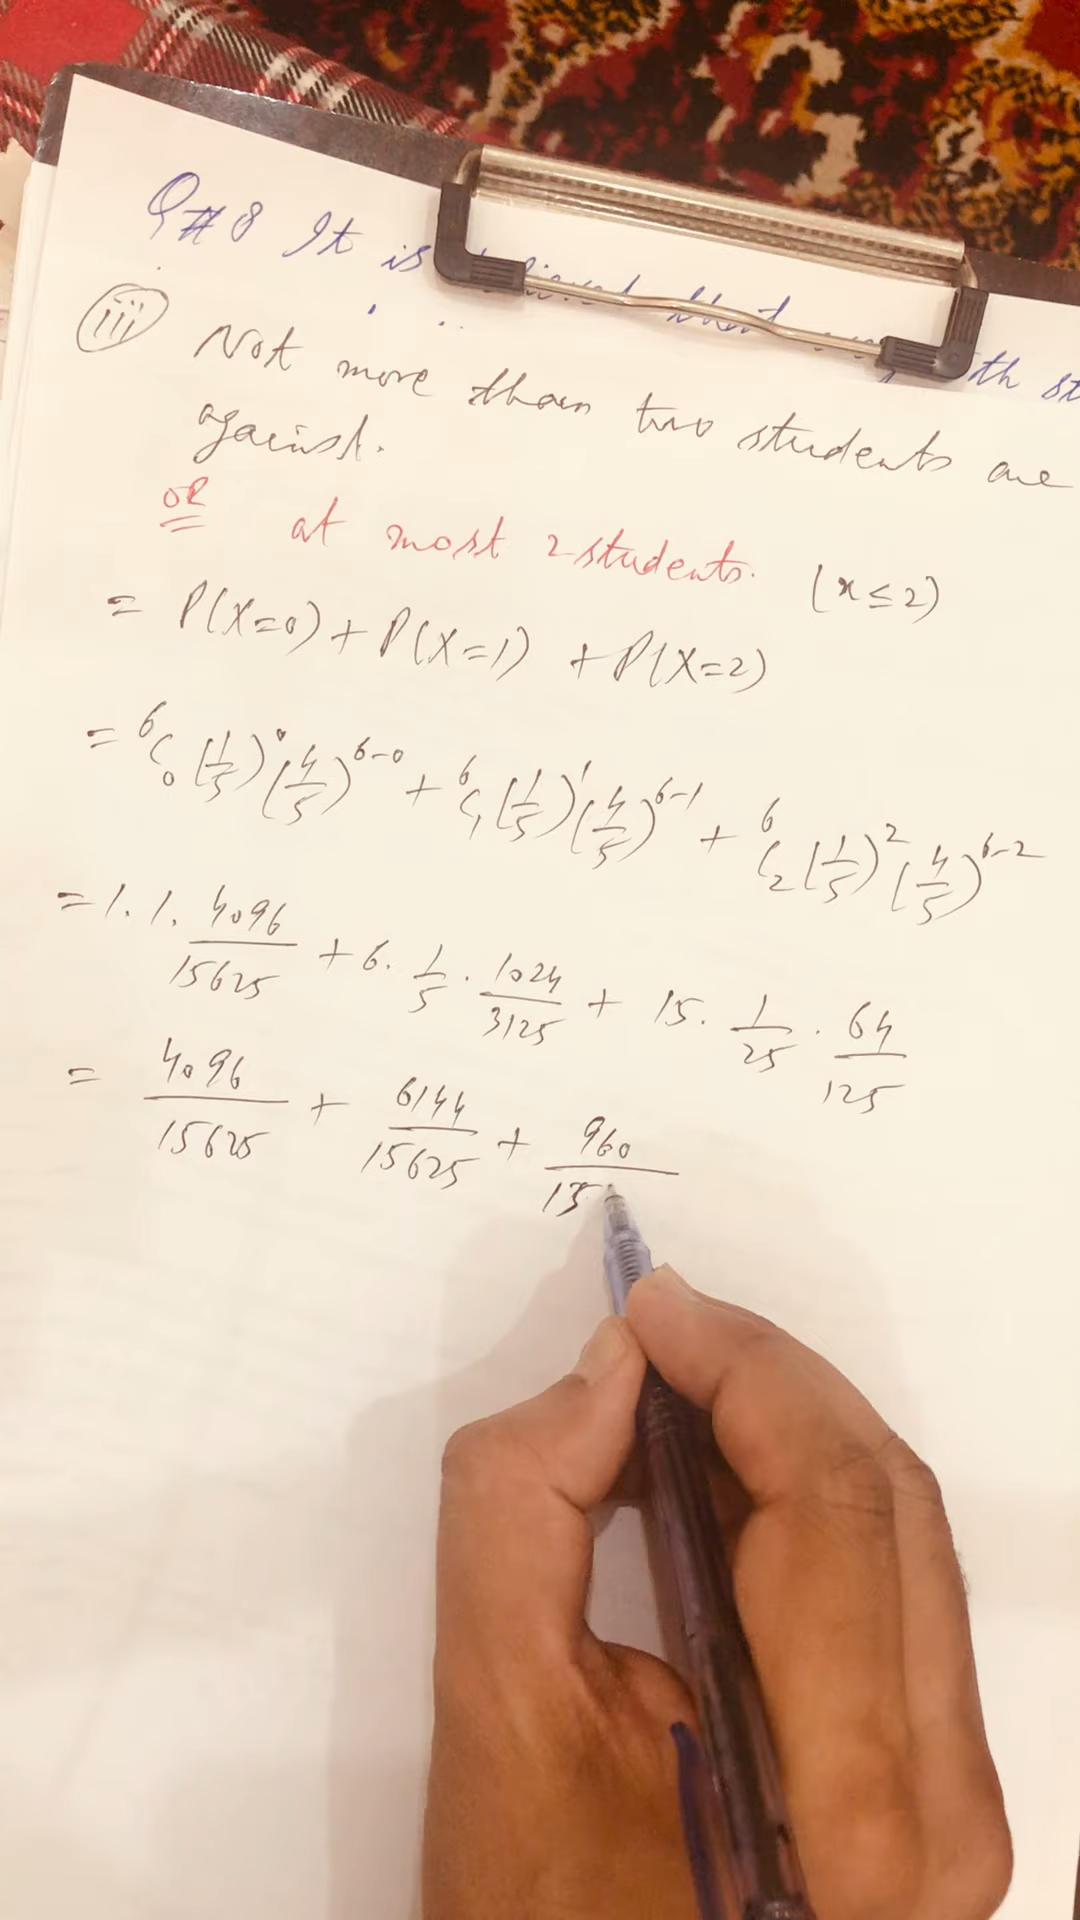 Q#8 It is that th st
iii Not more than two students are
against.
OR at most 2 students. (x≤2)
= P(X=0) + P(X=1) + P(X=2)
= ⁶C₀ (1/5)⁰ (4/5)⁶⁻⁰ + ⁶C₁ (1/5)¹ (4/5)⁶⁻¹ + ⁶C₂ (1/5)² (4/5)⁶⁻²
= 1. 1. 4096/15625 + 6. 1/5 . 1024/3125 + 15. 1/25 . 64/125
= 4096/15625 + 6144/15625 + 960/15